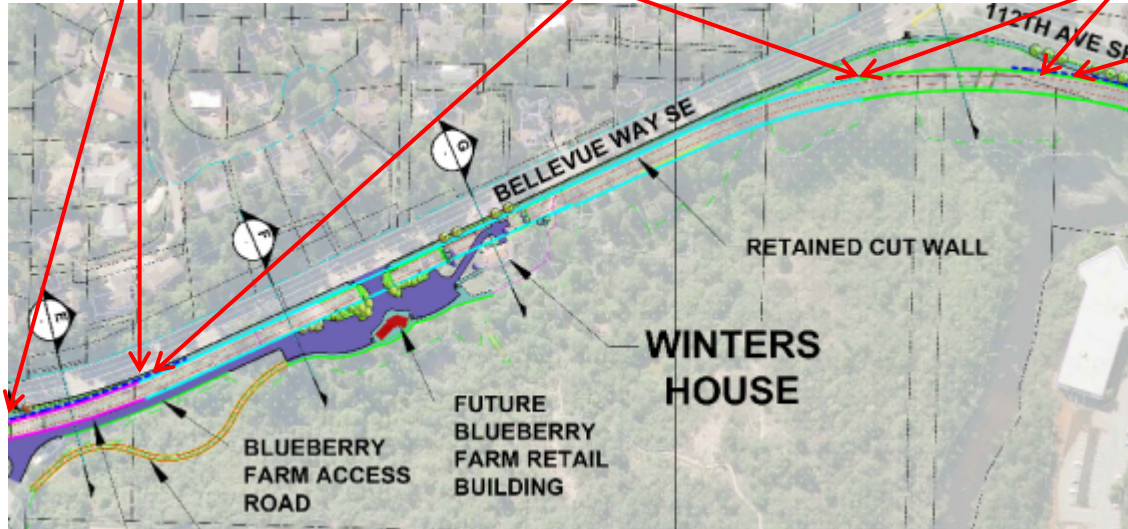 112TH AVE SE
BELLEVUE WAY SE
G
F
E
RETAINED CUT WALL
WINTERS
HOUSE
FUTURE
BLUEBERRY
FARM RETAIL
BUILDING
BLUEBERRY
FARM ACCESS
ROAD